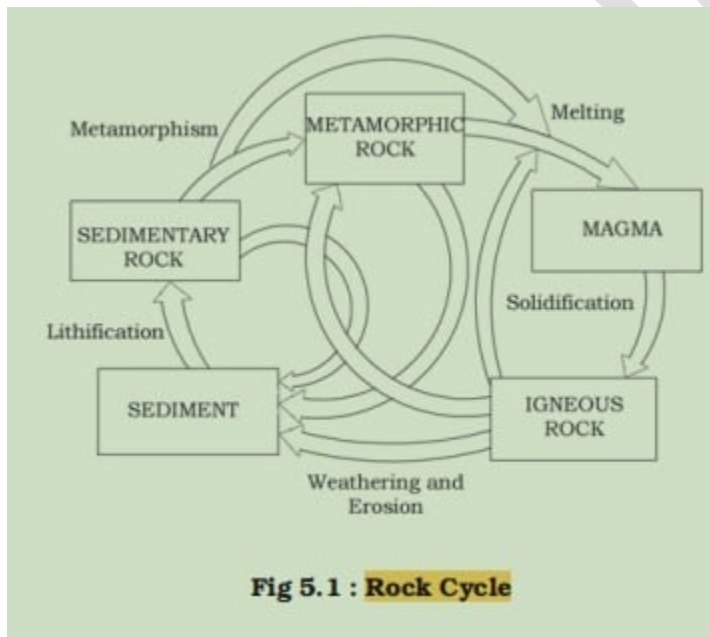 Metamorphism
METAMORPHIC
ROCK
Melting
SEDIMENTARY
ROCK
MAGMA
Lithification
Solidification
SEDIMENT
IGNEOUS
ROCK
Weathering and
Erosion
Fig 5.1 : Rock Cycle